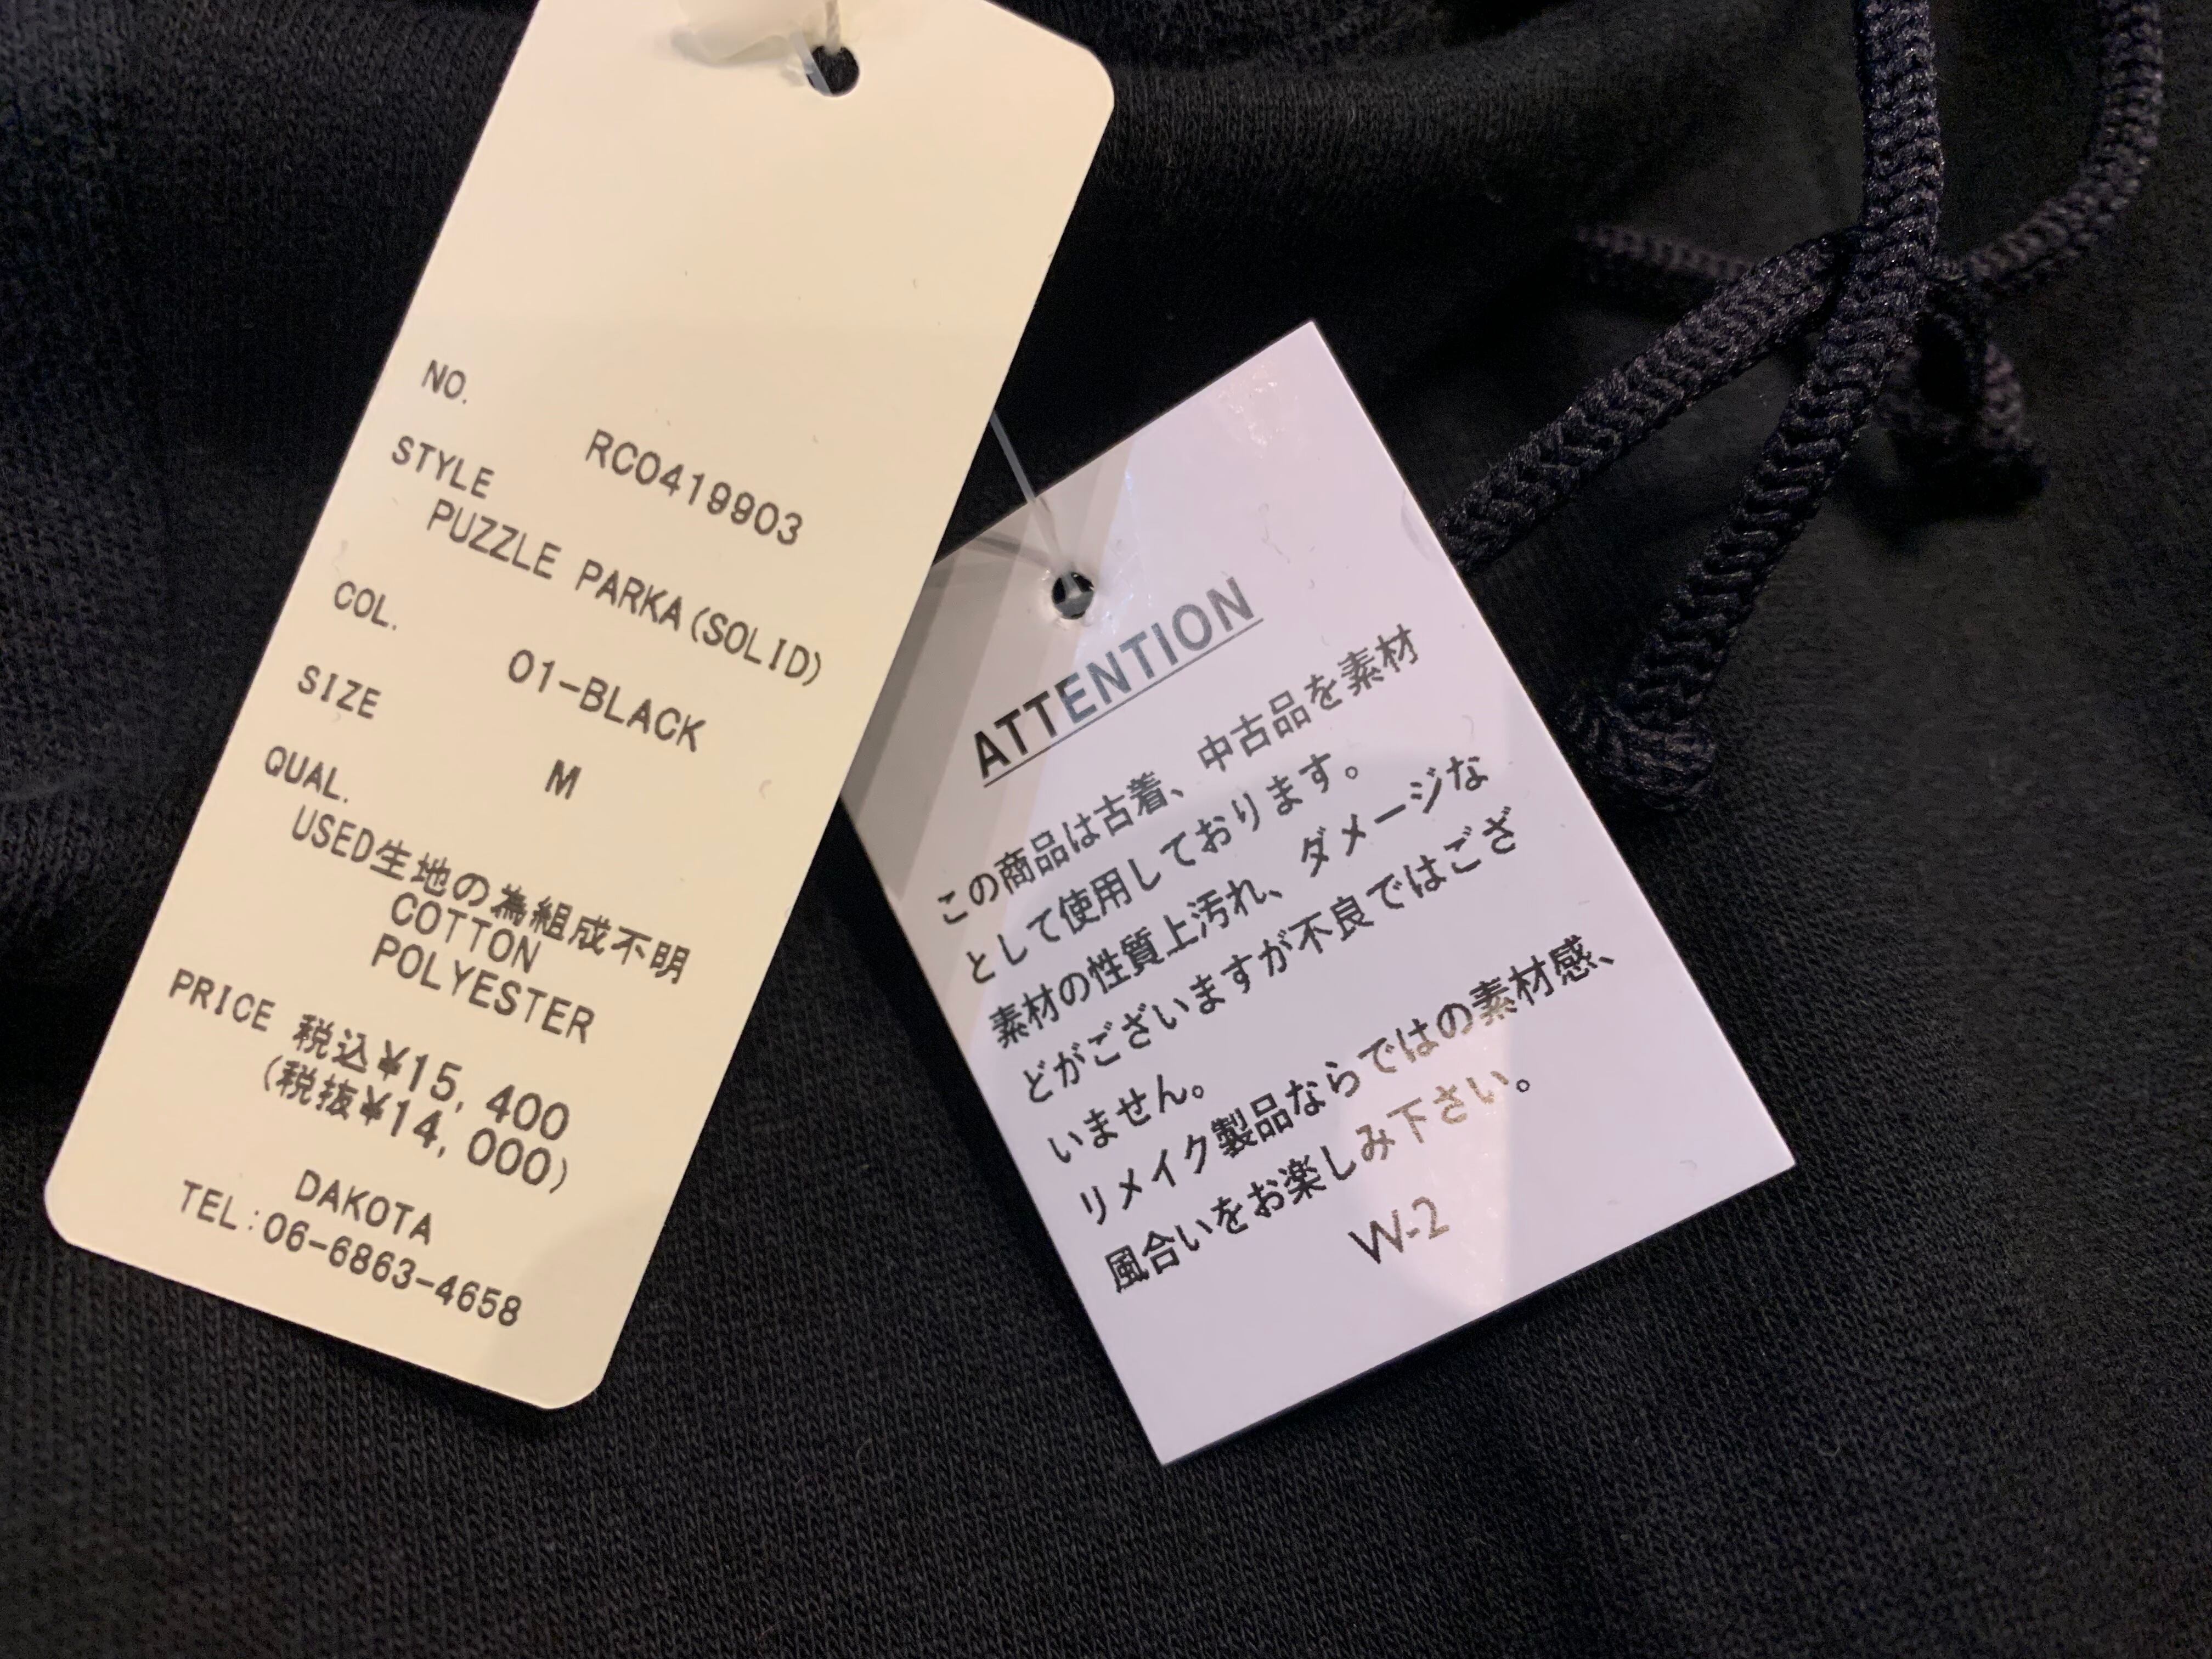 NO.
RC0419903
STYLE
PUZZLE PARKA(SOLID)
COL.
01-BLACK
SIZE
M
QUAL.
USED生地の為組成不明
COTTON
POLYESTER
PRICE 税込¥15,400
(税抜¥14,000)
DAKOTA
TEL:06-6863-4658
ATTENTION
この商品は古着、中古品を素材
として使用しております。
素材の性質上汚れ、ダメージな
どがございますが不良ではござ
いません。
リメイク製品ならではの素材感、
風合いをお楽しみ下さい。
W-2